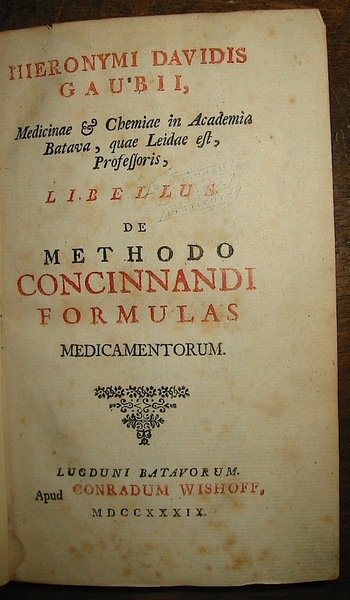 HIERONYMI DAVIDIS
GAUBII,
Medicinae & Chemiae in Academia
Batava, quae Leidae eſt,
Profeſſoris,
LIBELLUS
DE
METHODO
CONCINNANDI
FORMULAS
MEDICAMENTORUM.
LUGDUNI BATAVORUM.
Apud CONRADUM WISHOFF,
MDCCXXXIX.